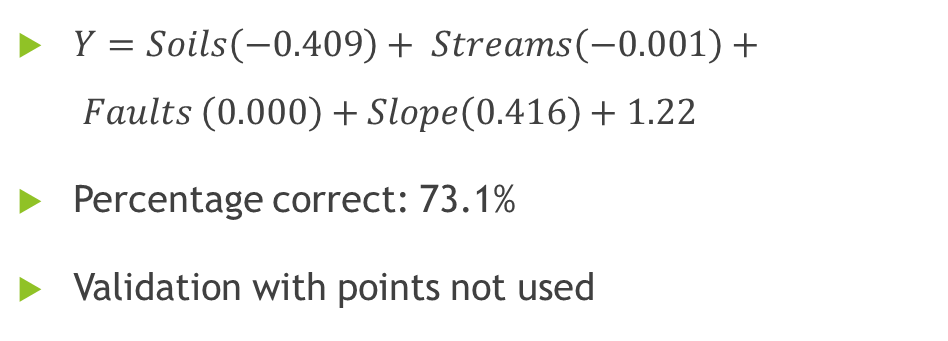 Y = Soils(−0.409) + Streams(−0.001) +
Faults (0.000) + Slope(0.416) + 1.22
Percentage correct: 73.1%
Validation with points not used